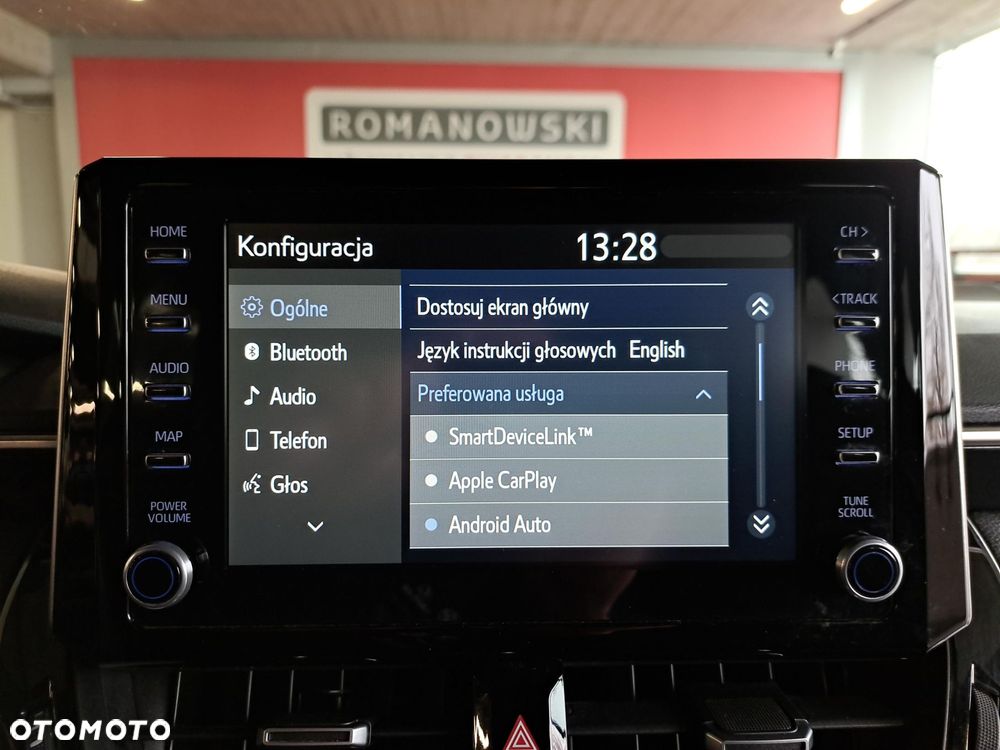 ROMANOWSKI
HOME
MENU
AUDIO
MAP
POWER
VOLUME
Konfiguracja 13:28
Ogólne
Bluetooth
Audio
Telefon
Głos
Dostosuj ekran główny
Język instrukcji głosowych English
Preferowana usługa
SmartDeviceLink™
Apple CarPlay
Android Auto
CH >
< TRACK
PHONE
SETUP
TUNE
SCROLL
OTOMOTO